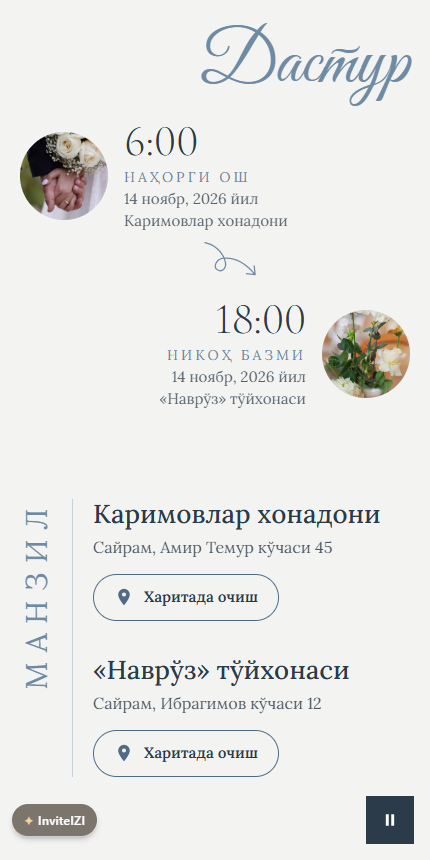 Дастур
6:00
НАҲОРГИ ОШ
14 ноябр, 2026 йил
Каримовлар хонадони
18:00
НИКОҲ БАЗМИ
14 ноябр, 2026 йил
«Наврўз» тўйхонаси
МАНЗИЛ
Каримовлар хонадони
Сайрам, Амир Темур кўчаси 45
Харитада очиш
«Наврўз» тўйхонаси
Сайрам, Ибрагимов кўчаси 12
Харитада очиш
InviteIZI